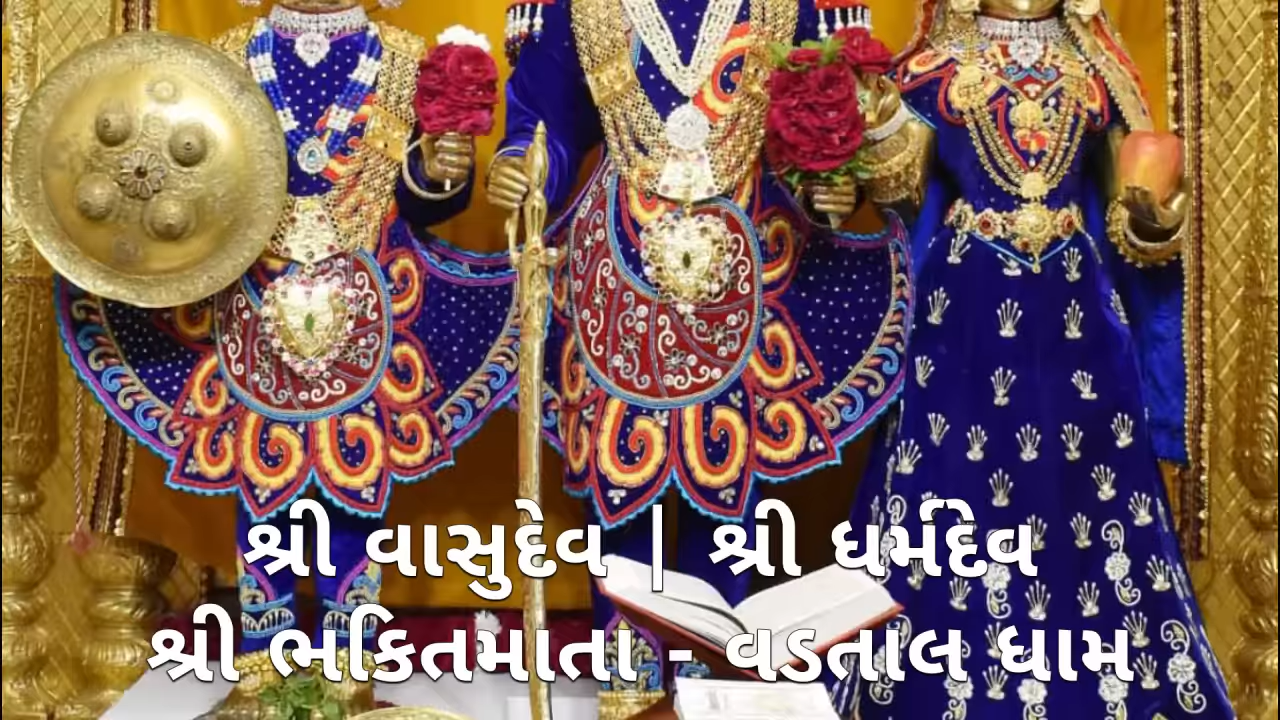 શ્રી વાસુદેવ | શ્રી ધર્મદેવ
શ્રી ભકિતમાતા - વડતાલ ધામ